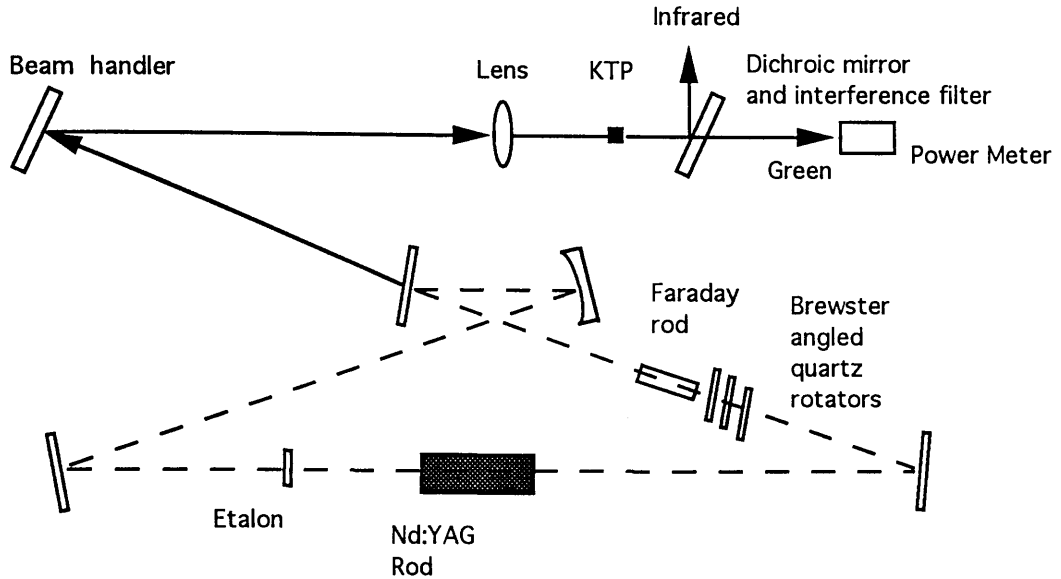 Infrared
Beam handler
Lens
KTP
Dichroic mirror
and interference filter
Green
Power Meter
Faraday
rod
Brewster
angled
quartz
rotators
Etalon
Nd:YAG
Rod